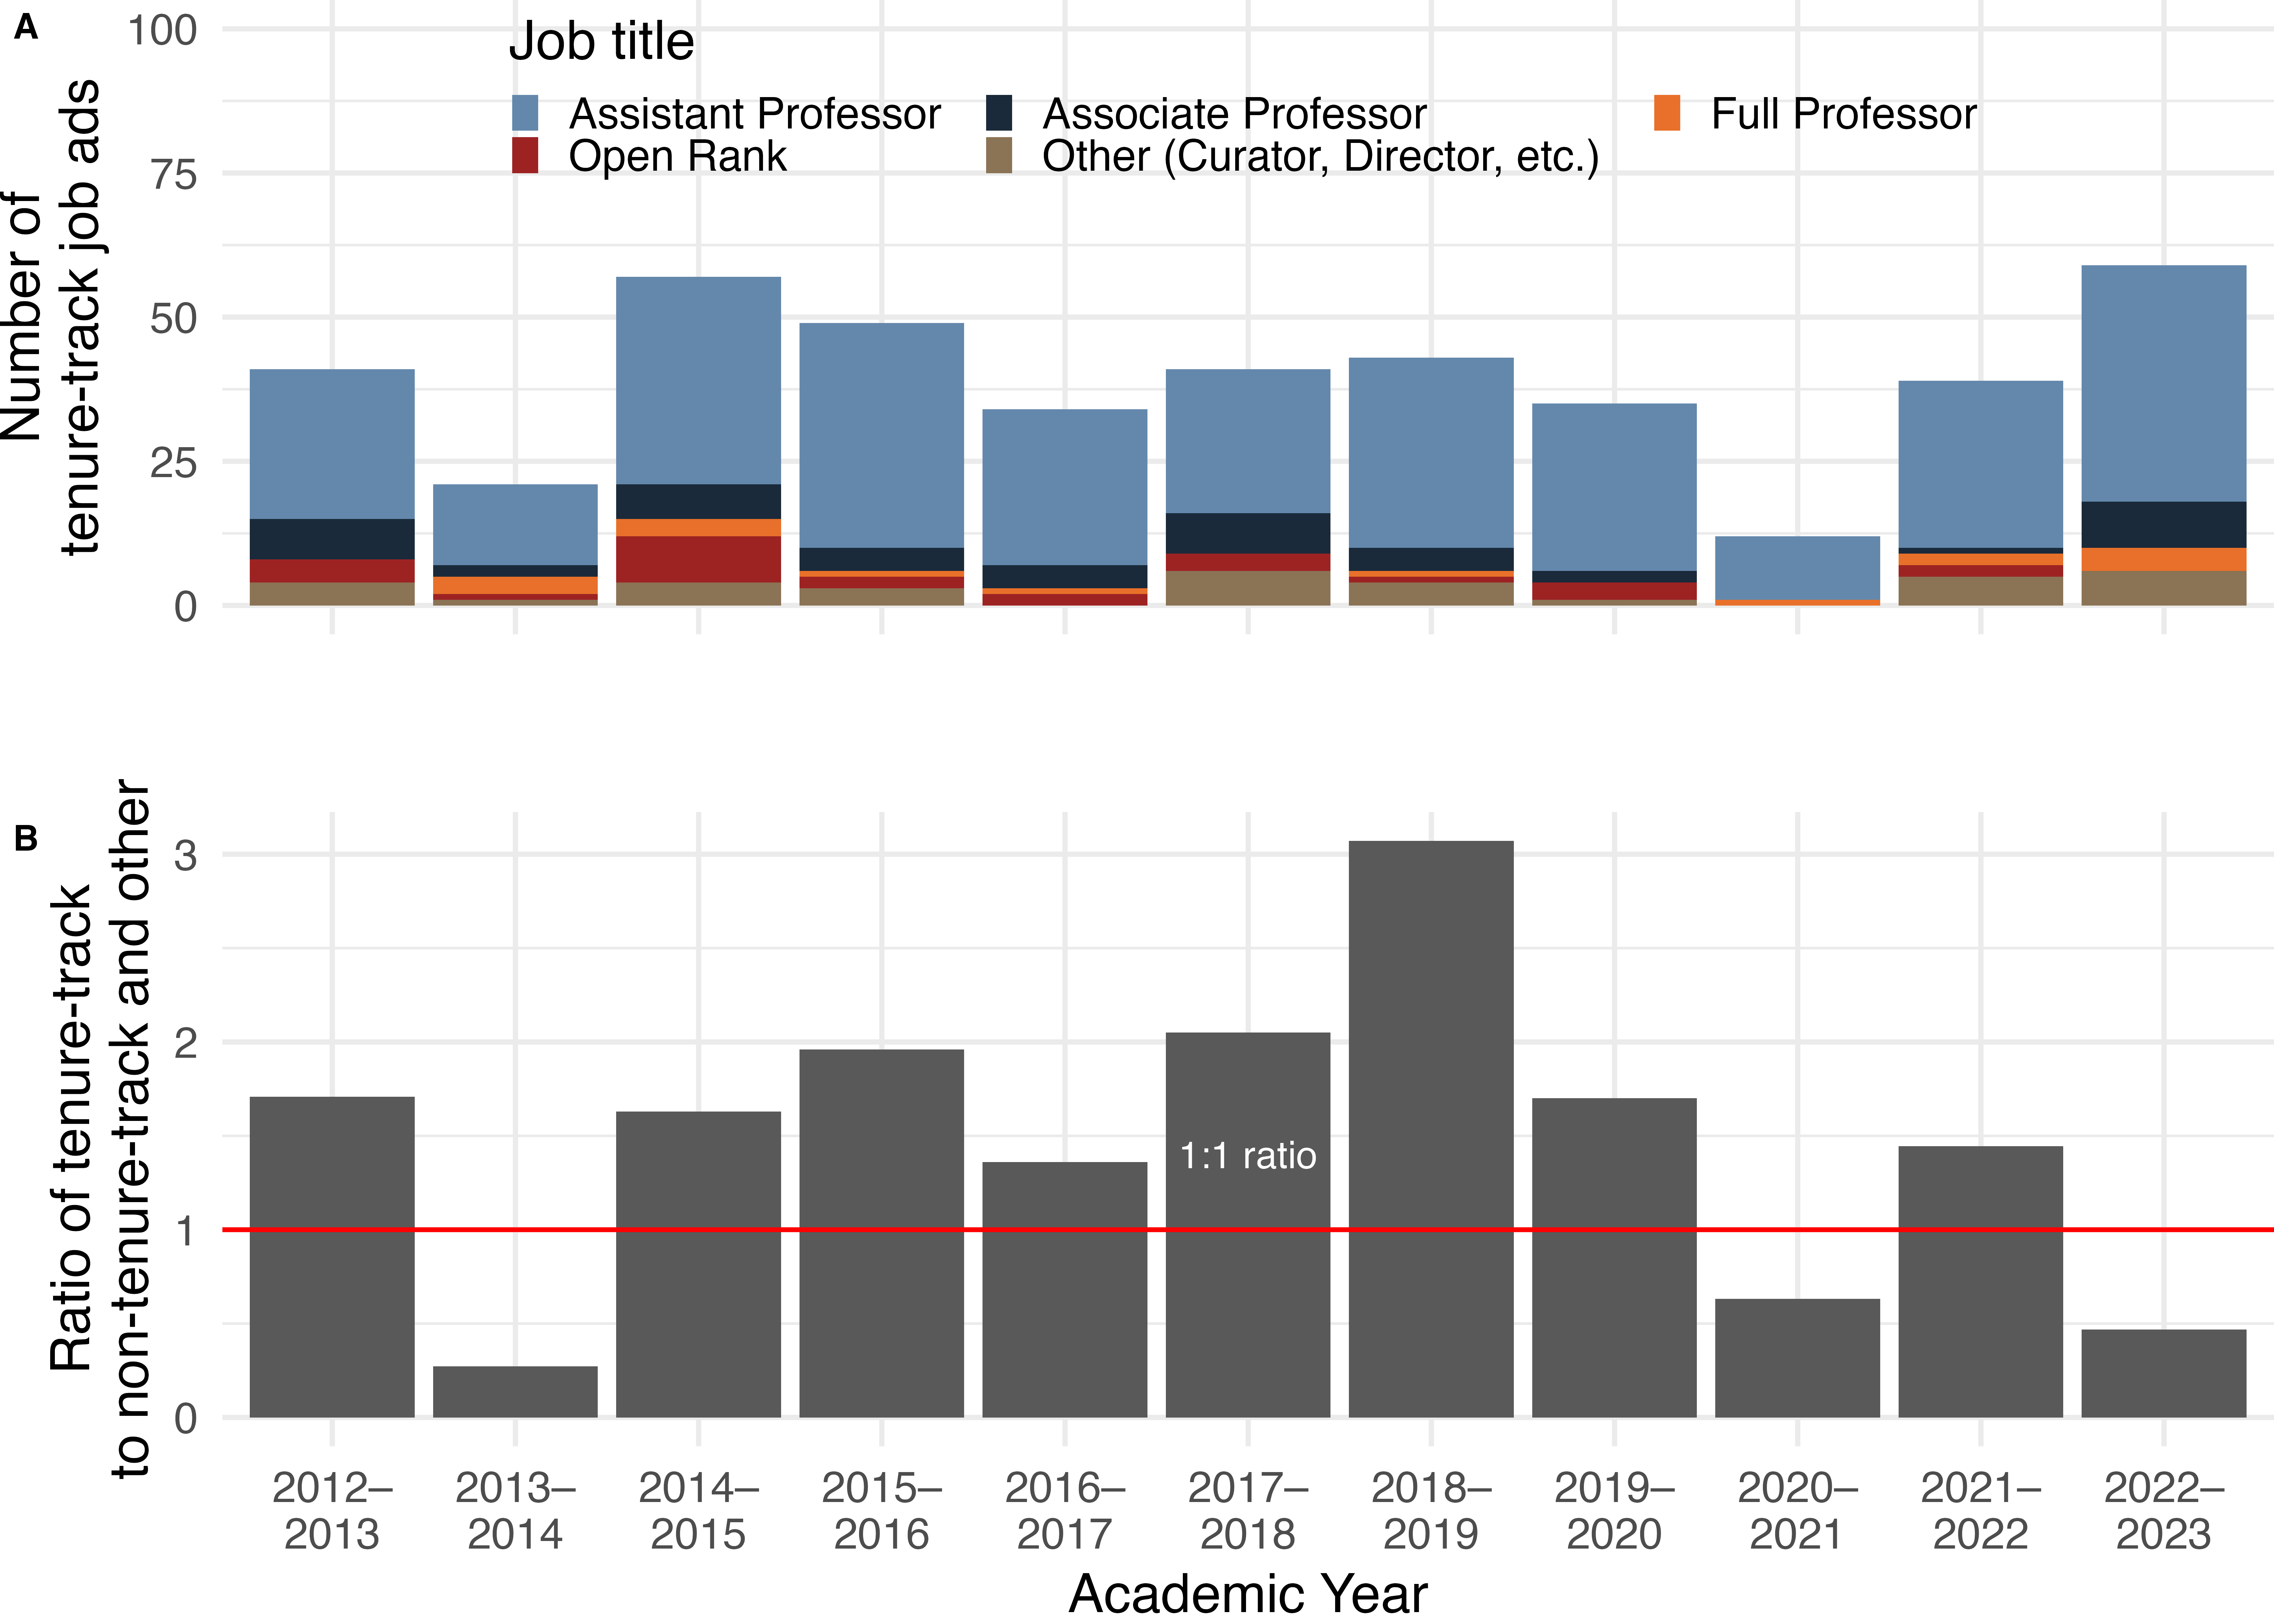 A
Number of
tenure-track job ads
100
75
50
25
0
Job title
Assistant Professor
Associate Professor
Full Professor
Open Rank
Other (Curator, Director, etc.)
B
Ratio of tenure-track
to non-tenure-track and other
3
2
1
0
1:1 ratio
2012–
2013
2013–
2014
2014–
2015
2015–
2016
2016–
2017
2017–
2018
2018–
2019
2019–
2020
2020–
2021
2021–
2022
2022–
2023
Academic Year